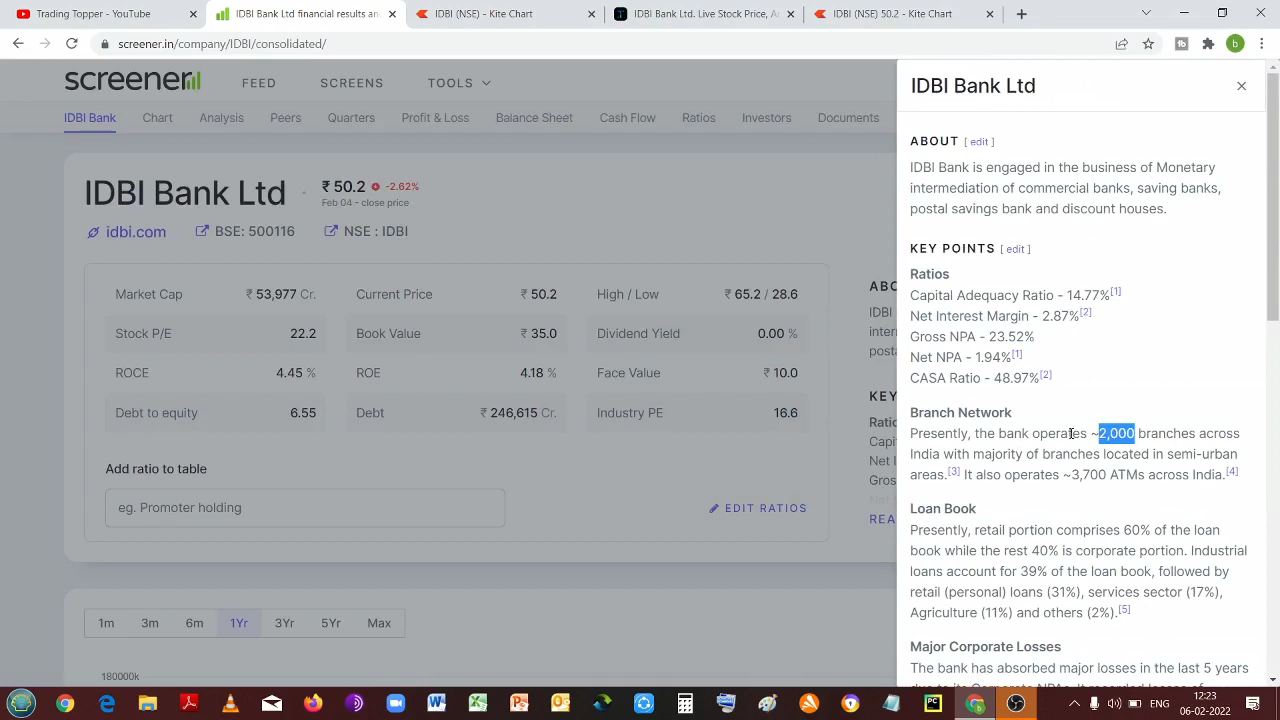 Trading Topper - YouTube
IDBI Bank Ltd financial results an
IDBI (NSE) - Kite Chart
IDBI Bank Ltd. Live Stock Price, A
IDBI (NSE) 50.2 - Kite Chart
screener.in/company/IDBI/consolidated/
b
screener
FEED
SCREENS
TOOLS
IDBI Bank
Chart
Analysis
Peers
Quarters
Profit & Loss
Balance Sheet
Cash Flow
Ratios
Investors
Documents
IDBI Bank Ltd
₹ 50.2 -2.62%
Feb 04 - close price
idbi.com
BSE: 500116
NSE : IDBI
Market Cap ₹ 53,977 Cr.
Current Price ₹ 50.2
High / Low ₹ 65.2 / 28.6
Stock P/E 22.2
Book Value ₹ 35.0
Dividend Yield 0.00 %
ROCE 4.45 %
ROE 4.18 %
Face Value ₹ 10.0
Debt to equity 6.55
Debt ₹ 246,615 Cr.
Industry PE 16.6
Add ratio to table
eg. Promoter holding
EDIT RATIOS
ABO
IDBI
inter
posta
KEY
Ratio
Capi
Net I
Gros
Net N
REA
1m 3m 6m 1Yr 3Yr 5Yr Max
180000k
IDBI Bank Ltd
ABOUT [ edit ]
IDBI Bank is engaged in the business of Monetary
intermediation of commercial banks, saving banks,
postal savings bank and discount houses.
KEY POINTS [ edit ]
Ratios
Capital Adequacy Ratio - 14.77%[1]
Net Interest Margin - 2.87%[2]
Gross NPA - 23.52%
Net NPA - 1.94%[1]
CASA Ratio - 48.97%[2]
Branch Network
Presently, the bank operates ~2,000 branches across
India with majority of branches located in semi-urban
areas.[3] It also operates ~3,700 ATMs across India.[4]
Loan Book
Presently, retail portion comprises 60% of the loan
book while the rest 40% is corporate portion. Industrial
loans account for 39% of the loan book, followed by
retail (personal) loans (31%), services sector (17%),
Agriculture (11%) and others (2%).[5]
Major Corporate Losses
The bank has absorbed major losses in the last 5 years
ENG
12:23
06-02-2022